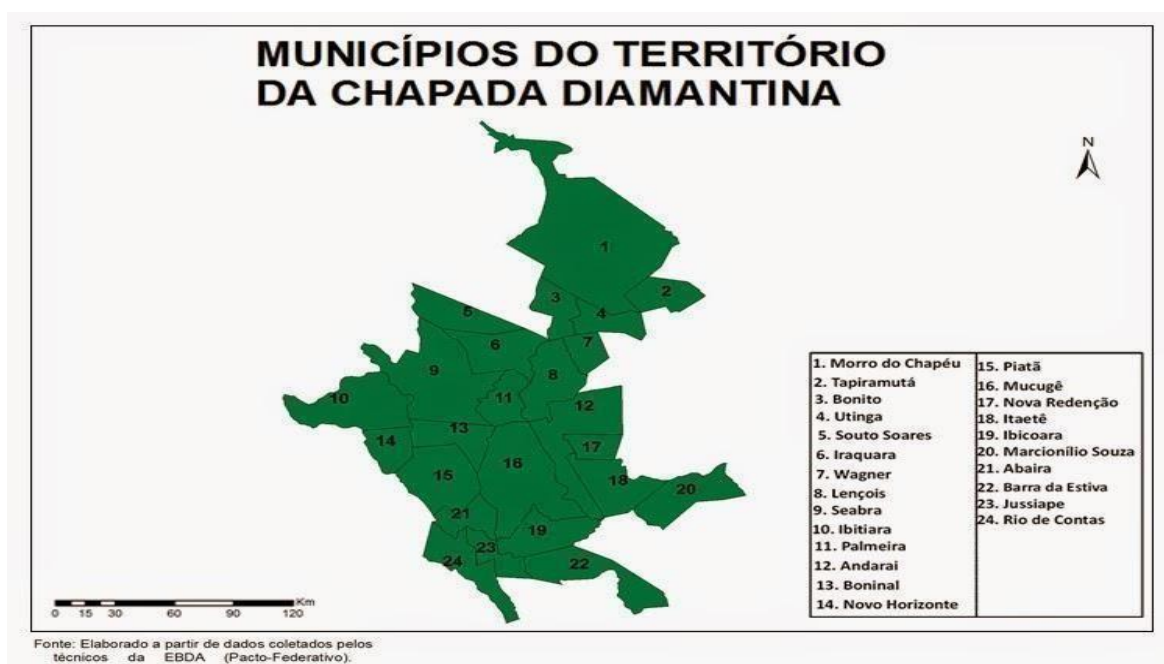 MUNICÍPIOS DO TERRITÓRIO
DA CHAPADA DIAMANTINA
N
1
2
3
4
5
6
7
8
9
10
11
12
13
14
15
16
17
18
19
20
21
22
23
24
1. Morro do Chapéu
2. Tapiramutá
3. Bonito
4. Utinga
5. Souto Soares
6. Iraquara
7. Wagner
8. Lençois
9. Seabra
10. Ibitiara
11. Palmeira
12. Andarai
13. Boninal
14. Novo Horizonte
15. Piatã
16. Mucugê
17. Nova Redenção
18. Itaetê
19. Ibicoara
20. Marcionílio Souza
21. Abaira
22. Barra da Estiva
23. Jussiape
24. Rio de Contas
Km
0 15 30 60 90 120
Fonte: Elaborado a partir de dados coletados pelos
técnicos da EBDA (Pacto-Federativo).